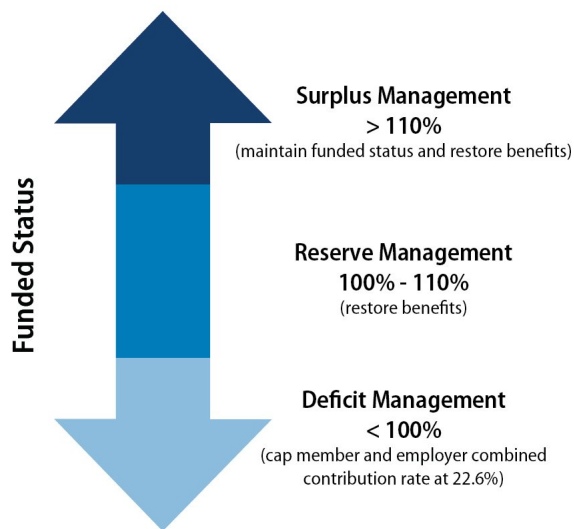 Funded Status
Surplus Management
> 110%
(maintain funded status and restore benefits)
Reserve Management
100% - 110%
(restore benefits)
Deficit Management
< 100%
(cap member and employer combined
contribution rate at 22.6%)